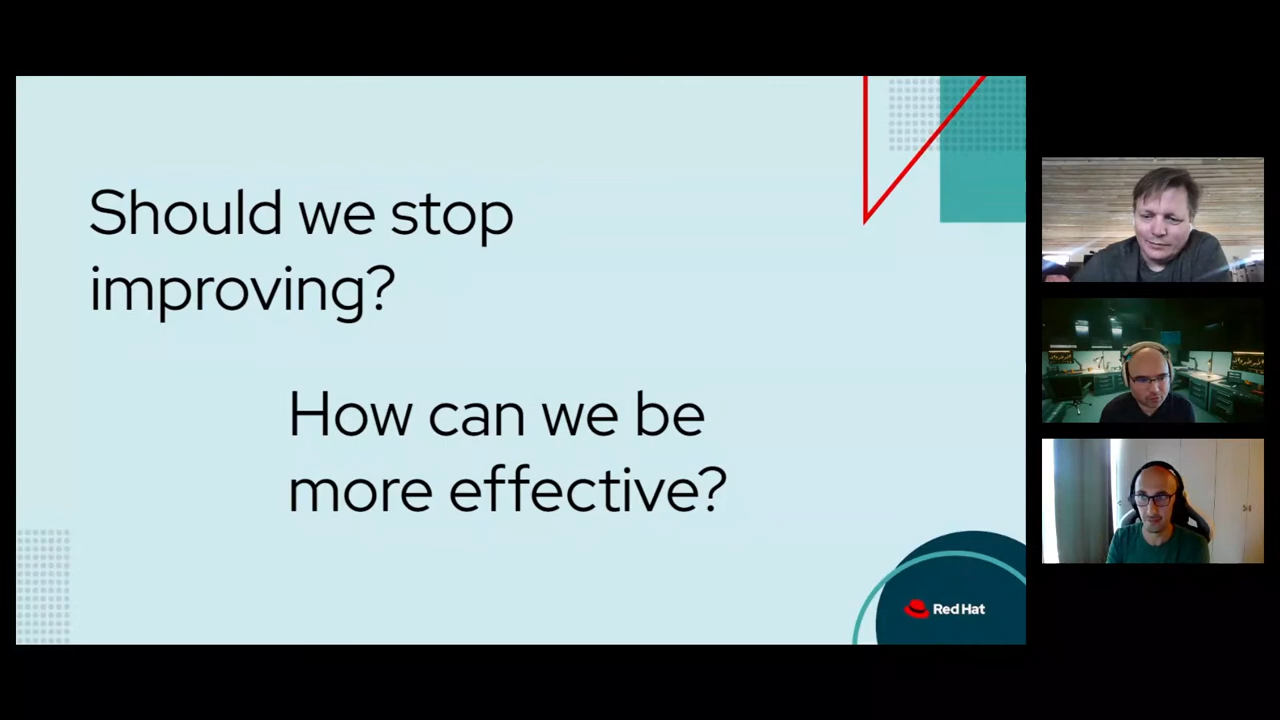 Should we stop
improving?
How can we be
more effective?
Red Hat